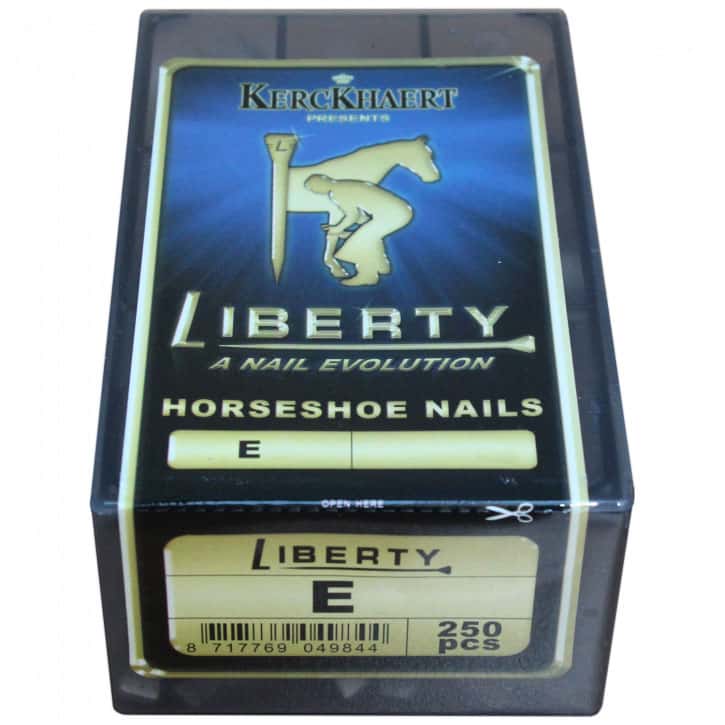 KERCKHAERT
PRESENTS
L
LIBERTY
A NAIL EVOLUTION
HORSESHOE NAILS
E
OPEN HERE
LIBERTY
E
8 717769 049844
250
pcs